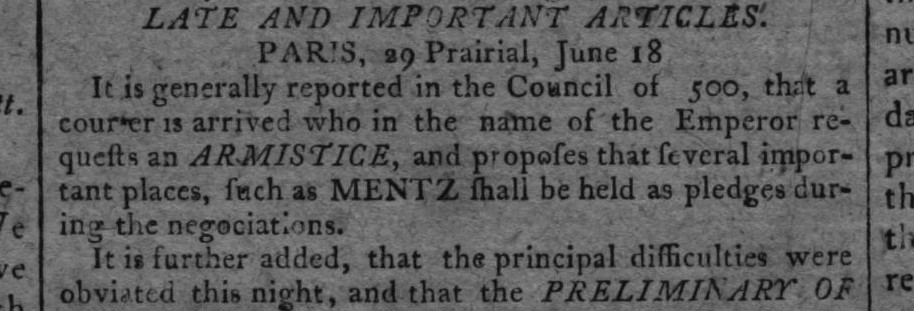 LATE AND IMPORTANT ARTICLES.
PARIS, 29 Prairial, June 18
It is generally reported in the Council of 500, that a
courier is arrived who in the name of the Emperor re-
queſts an ARMISTICE, and propoſes that ſeveral impor-
tant places, ſuch as MENTZ ſhall be held as pledges dur-
ing the negociations.
It is further added, that the principal difficulties were
obviated this night, and that the PRELIMINARY OF